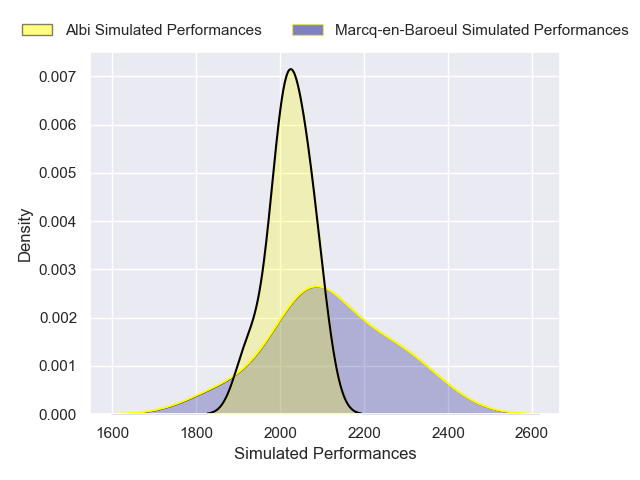 Albi Simulated Performances
Marcq-en-Baroeul Simulated Performances
0.007
0.006
0.005
0.004
0.003
0.002
0.001
0.000
Density
1600 1800 2000 2200 2400 2600
Simulated Performances